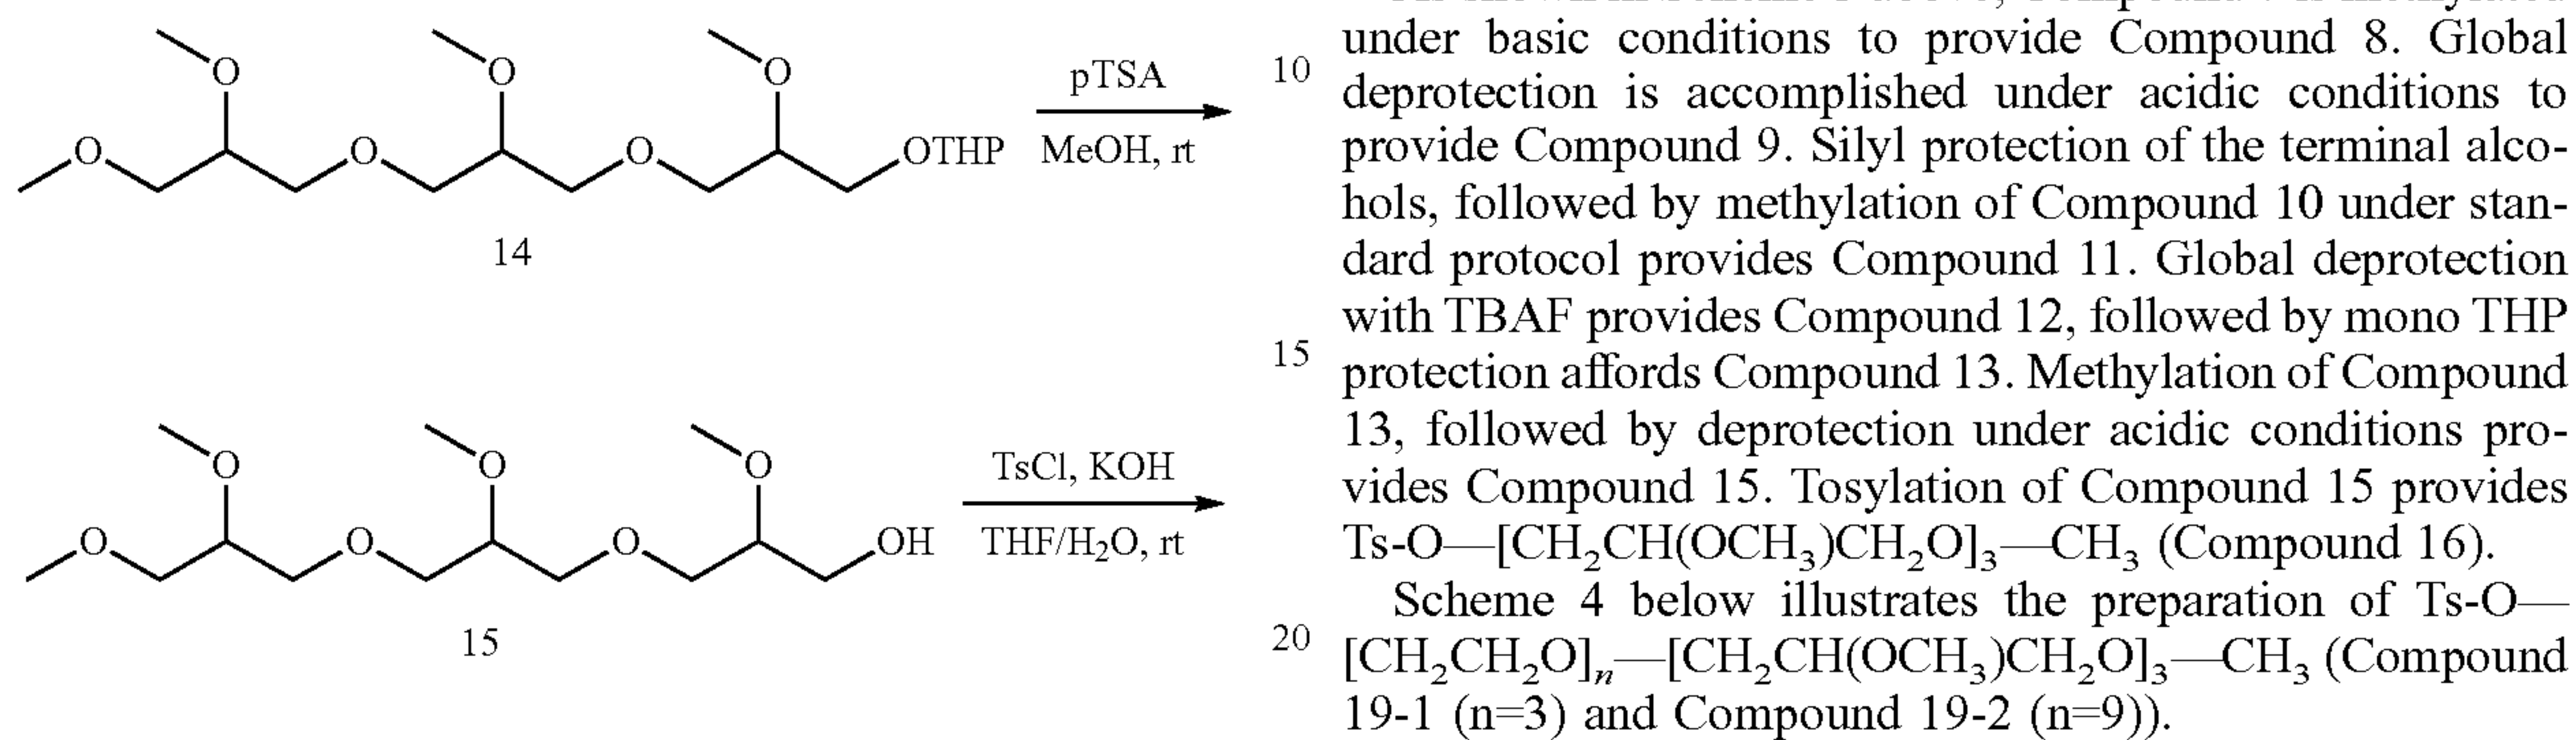 O O O
pTSA
O O O OTHP MeOH, rt
14
O O O
TsCl, KOH
O O O OH THF/H₂O, rt
15
under basic conditions to provide Compound 8. Global
10
deprotection is accomplished under acidic conditions to
provide Compound 9. Silyl protection of the terminal alco-
hols, followed by methylation of Compound 10 under stan-
dard protocol provides Compound 11. Global deprotection
with TBAF provides Compound 12, followed by mono THP
15
protection affords Compound 13. Methylation of Compound
13, followed by deprotection under acidic conditions pro-
vides Compound 15. Tosylation of Compound 15 provides
Ts-O—[CH₂CH(OCH₃)CH₂O]₃—CH₃ (Compound 16).
Scheme 4 below illustrates the preparation of Ts-O—
20
[CH₂CH₂O]ₙ—[CH₂CH(OCH₃)CH₂O]₃—CH₃ (Compound
19-1 (n=3) and Compound 19-2 (n=9)).